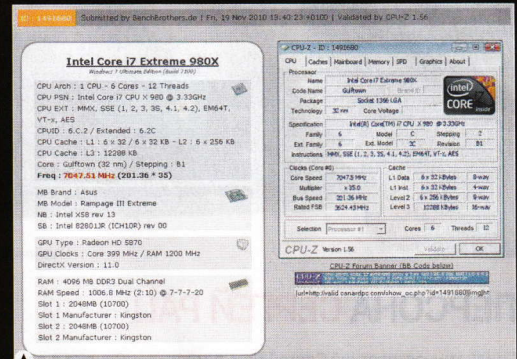 ID : 1491680 Submitted by BenchBrothers.de | Fri, 19 Nov 2010 13:40:23 +0100 | Validated by CPU-Z 1.56
Intel Core i7 Extreme 980X
Windows 7 Ultimate Edition (Build 7100)
CPU Arch : 1 CPU - 6 Cores - 12 Threads
CPU PSN : Intel Core i7 CPU X 980 @ 3.33GHz
CPU EXT : MMX, SSE (1, 2, 3, 3S, 4.1, 4.2), EM64T,
VT-x, AES
CPUID : 6.C.2 / Extended : 6.2C
CPU Cache : L1 : 6 x 32 / 6 x 32 KB - L2 : 6 x 256 KB
CPU Cache : L3 : 12288 KB
Core : Gulftown (32 nm) / Stepping : B1
Freq : 7047.51 MHz (201.36 * 35)
MB Brand : Asus
MB Model : Rampage III Extreme
NB : Intel X58 rev 13
SB : Intel 82801JR (ICH10R) rev 00
GPU Type : Radeon HD 5870
GPU Clocks : Core 399 MHz / RAM 1200 MHz
DirectX Version : 11.0
RAM : 4096 MB DDR3 Dual Channel
RAM Speed : 1006.8 MHz (2:10) @ 7-7-7-20
Slot 1 : 2048MB (10700)
Slot 1 Manufacturer : Kingston
Slot 2 : 2048MB (10700)
Slot 2 Manufacturer : Kingston
CPU-Z - ID : 1491680
CPU Caches Mainboard Memory SPD Graphics About
Processor
Name Intel Core i7 Extreme 980X
Code Name Gulftown Brand ID
Package Socket 1366 LGA
Technology 32 nm Core Voltage
intel CORE inside
Specification Intel(R) Core(TM) i7 CPU X 980 @ 3.33GHz
Family 6 Model C Stepping 2
Ext. Family 6 Ext. Model 2C Revision B1
Instructions MMX, SSE (1, 2, 3, 3S, 4.1, 4.2), EM64T, VT-x, AES
Clocks (Core #0) Cache
Core Speed 7047.5 MHz L1 Data 6 x 32 KBytes 8-way
Multiplier x 35.0 L1 Inst 6 x 32 KBytes 4-way
Bus Speed 201.36 MHz Level 2 6 x 256 KBytes 8-way
Rated FSB 3624.43 MHz Level 3 12288 KBytes 16-way
Selection Processor #1 Cores 6 Threads 12
CPU-Z Version 1.56 Validate OK
CPU-Z Forum Banner (BB Code below)
[url=http://valid.canardpc.com/show_oc.php?id=1491680][img]ht